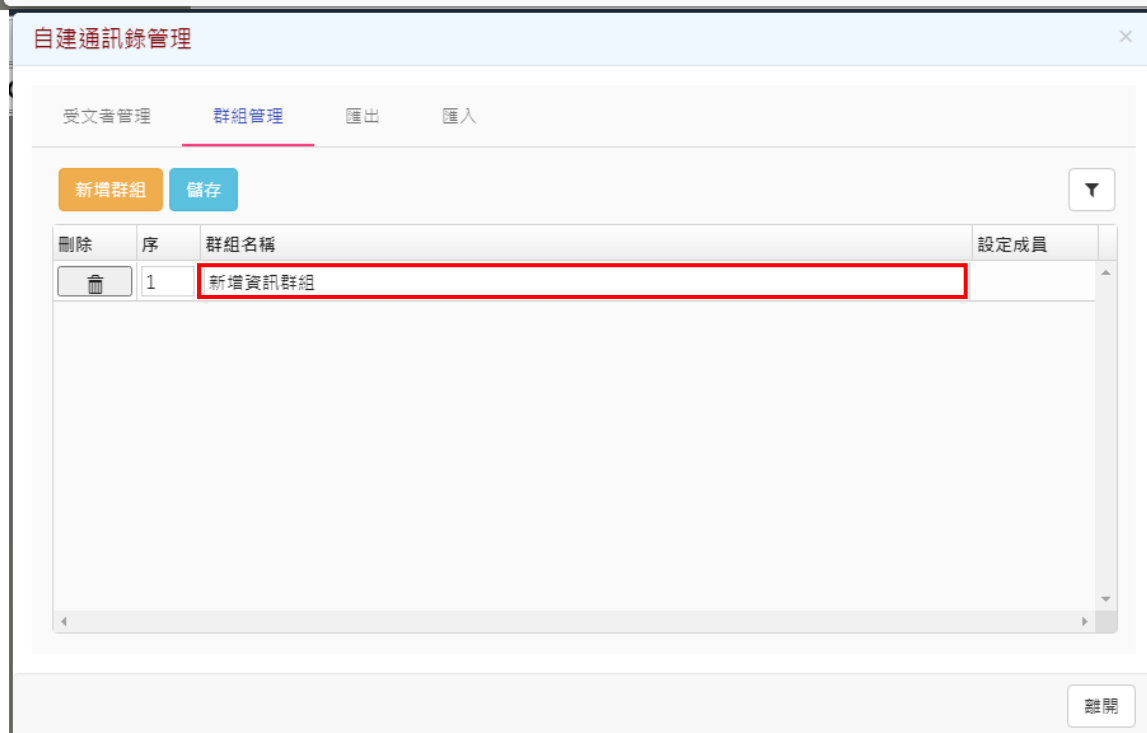 自建通訊錄管理
受文者管理 群組管理 匯出 匯入
新增群組 儲存
刪除 序 群組名稱 設定成員
1 新增資訊群組
離開